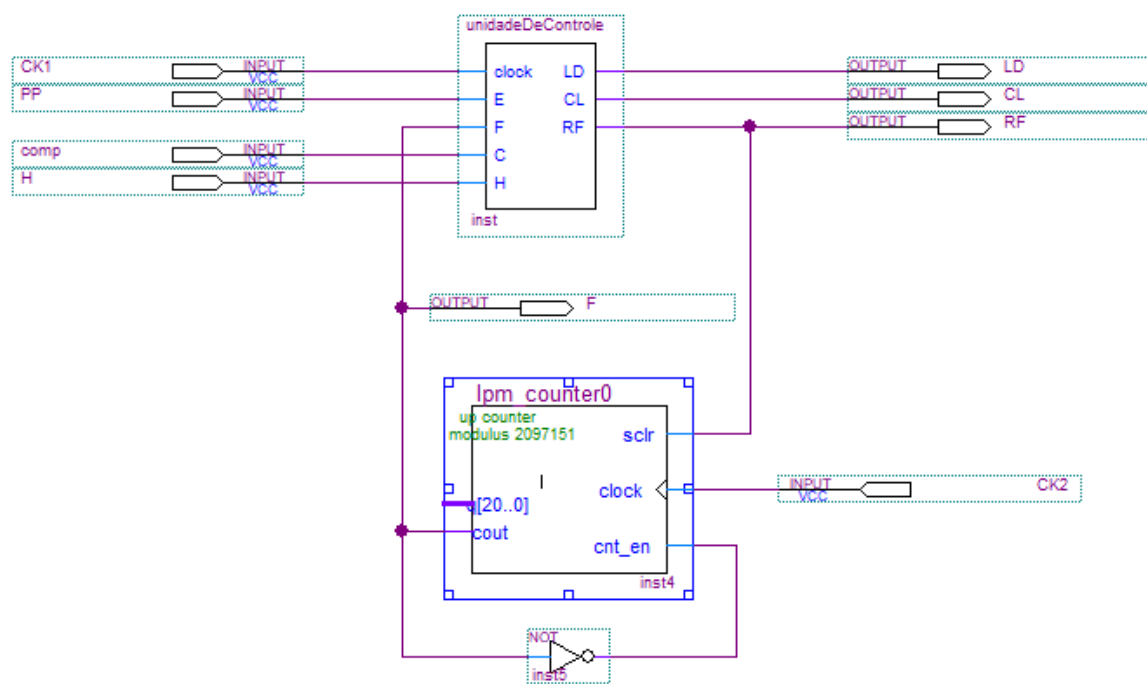 unidadeDeControle
CK1 INPUT VCC clock LD OUTPUT LD
PP INPUT VCC E CL OUTPUT CL
F RF OUTPUT RF
comp INPUT VCC C
H INPUT VCC H
inst
OUTPUT F
lpm_counter0
up counter
modulus 2097151
sclr
clock INPUT VCC CK2
q[20..0]
cout
cnt_en
inst4
NOT
inst5